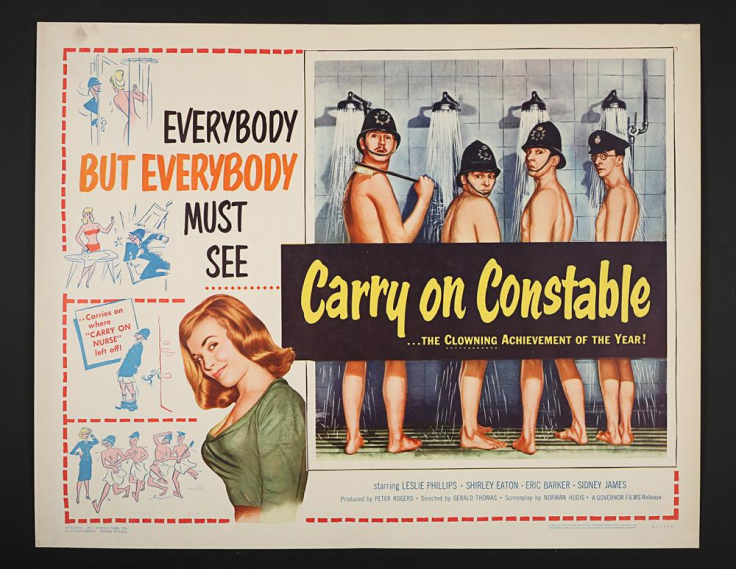 EVERYBODY
BUT EVERYBODY
MUST
SEE
...Carries on
where
"CARRY ON
NURSE"
left off!
Carry on Constable
...THE CLOWNING ACHIEVEMENT OF THE YEAR!
starring LESLIE PHILLIPS · SHIRLEY EATON · ERIC BARKER · SIDNEY JAMES
Produced by PETER ROGERS · Directed by GERALD THOMAS · Screenplay by NORMAN HUDIS · A GOVERNOR FILMS Release